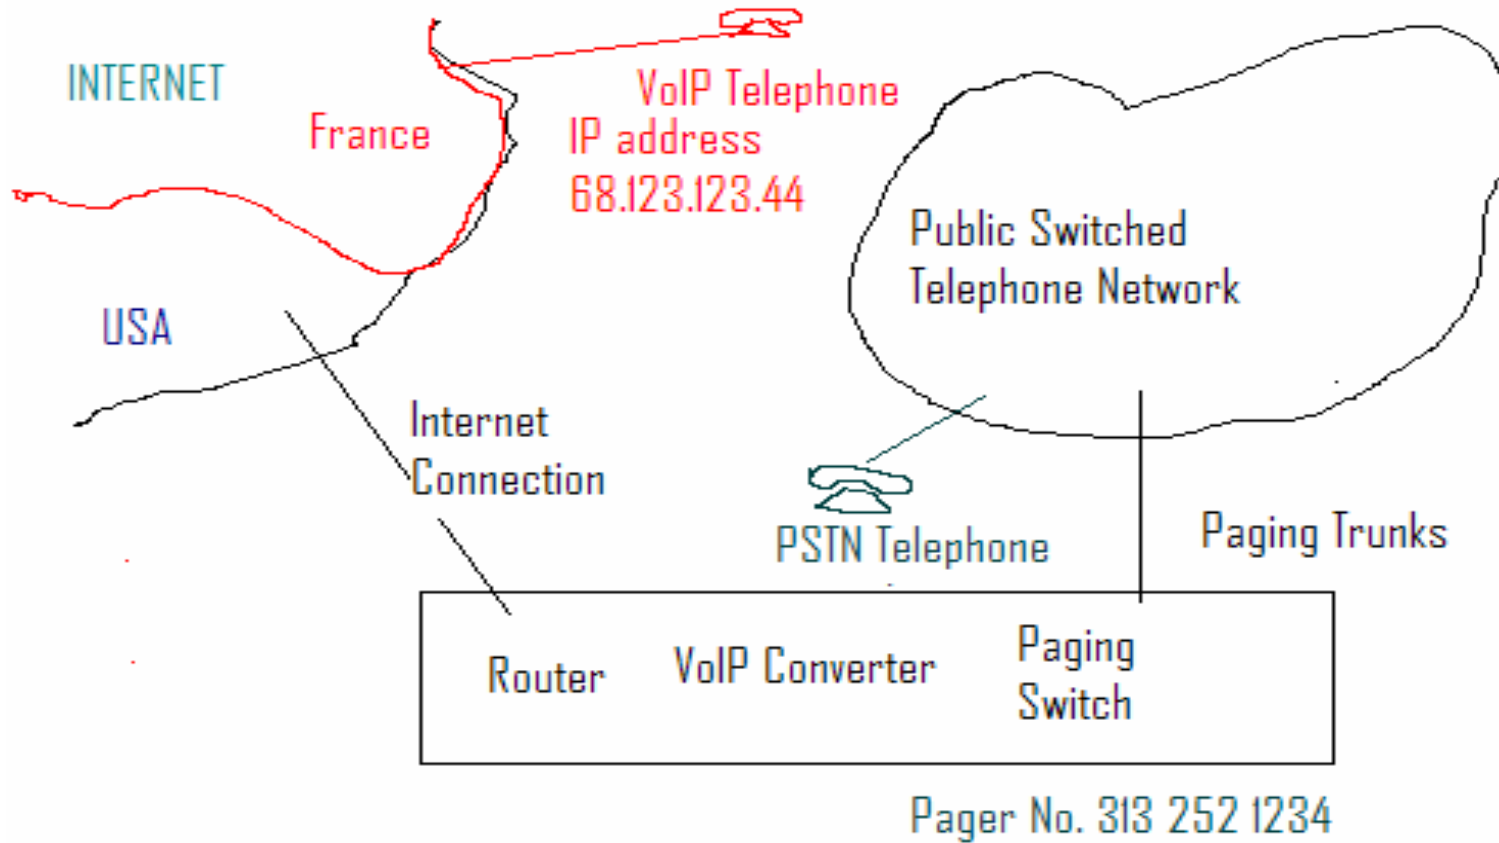 INTERNET
France
VoIP Telephone
IP address
68.123.123.44
Public Switched
Telephone Network
USA
Internet
Connection
PSTN Telephone
Paging Trunks
Router
VoIP Converter
Paging
Switch
Pager No. 313 252 1234